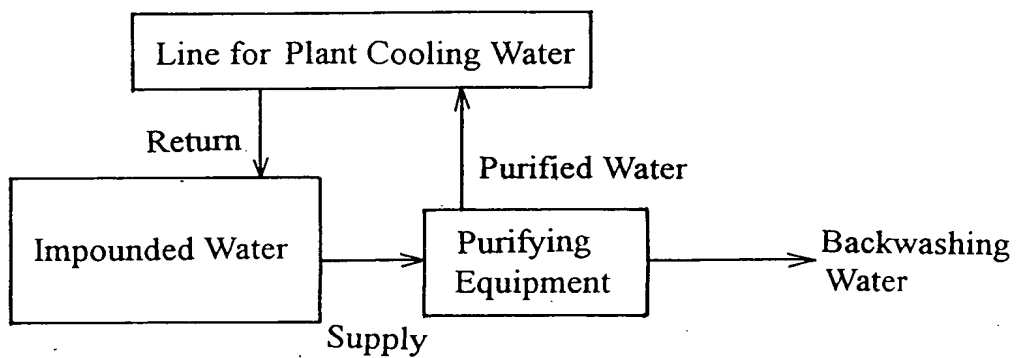 Line for Plant Cooling Water
Return
Purified Water
Impounded Water
Purifying
Equipment
Backwashing
Water
Supply